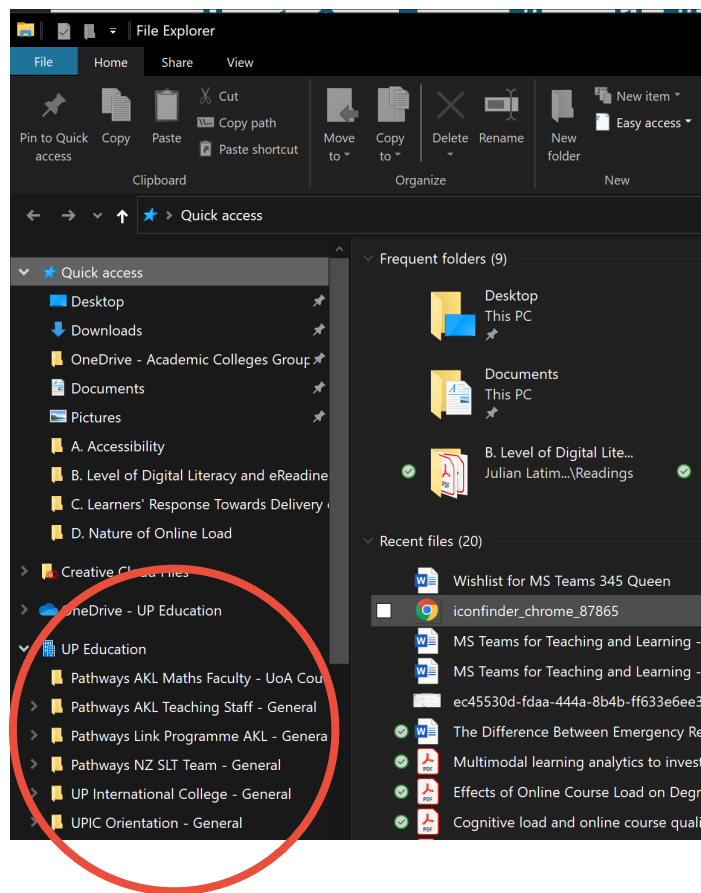 File Explorer
File Home Share View
Pin to Quick access
Copy
Paste
Cut
Copy path
Paste shortcut
Clipboard
Move to
Copy to
Delete
Rename
Organize
New folder
New item
Easy access
New
Quick access
Quick access
Desktop
Downloads
OneDrive - Academic Colleges Group
Documents
Pictures
A. Accessibility
B. Level of Digital Literacy and eReadine
C. Learners' Response Towards Delivery
D. Nature of Online Load
Creative Cloud Files
OneDrive - UP Education
UP Education
Pathways AKL Maths Faculty - UoA Cou
Pathways AKL Teaching Staff - General
Pathways Link Programme AKL - Genera
Pathways NZ SLT Team - General
UP International College - General
UPIC Orientation - General
Frequent folders (9)
Desktop
This PC
Documents
This PC
B. Level of Digital Lite...
Julian Latim...\Readings
Recent files (20)
Wishlist for MS Teams 345 Queen
iconfinder_chrome_87865
MS Teams for Teaching and Learning -
MS Teams for Teaching and Learning -
ec45530d-fdaa-444a-8b4b-ff633e6ee3
The Difference Between Emergency Re
Multimodal learning analytics to invest
Effects of Online Course Load on Degr
Cognitive load and online course quali